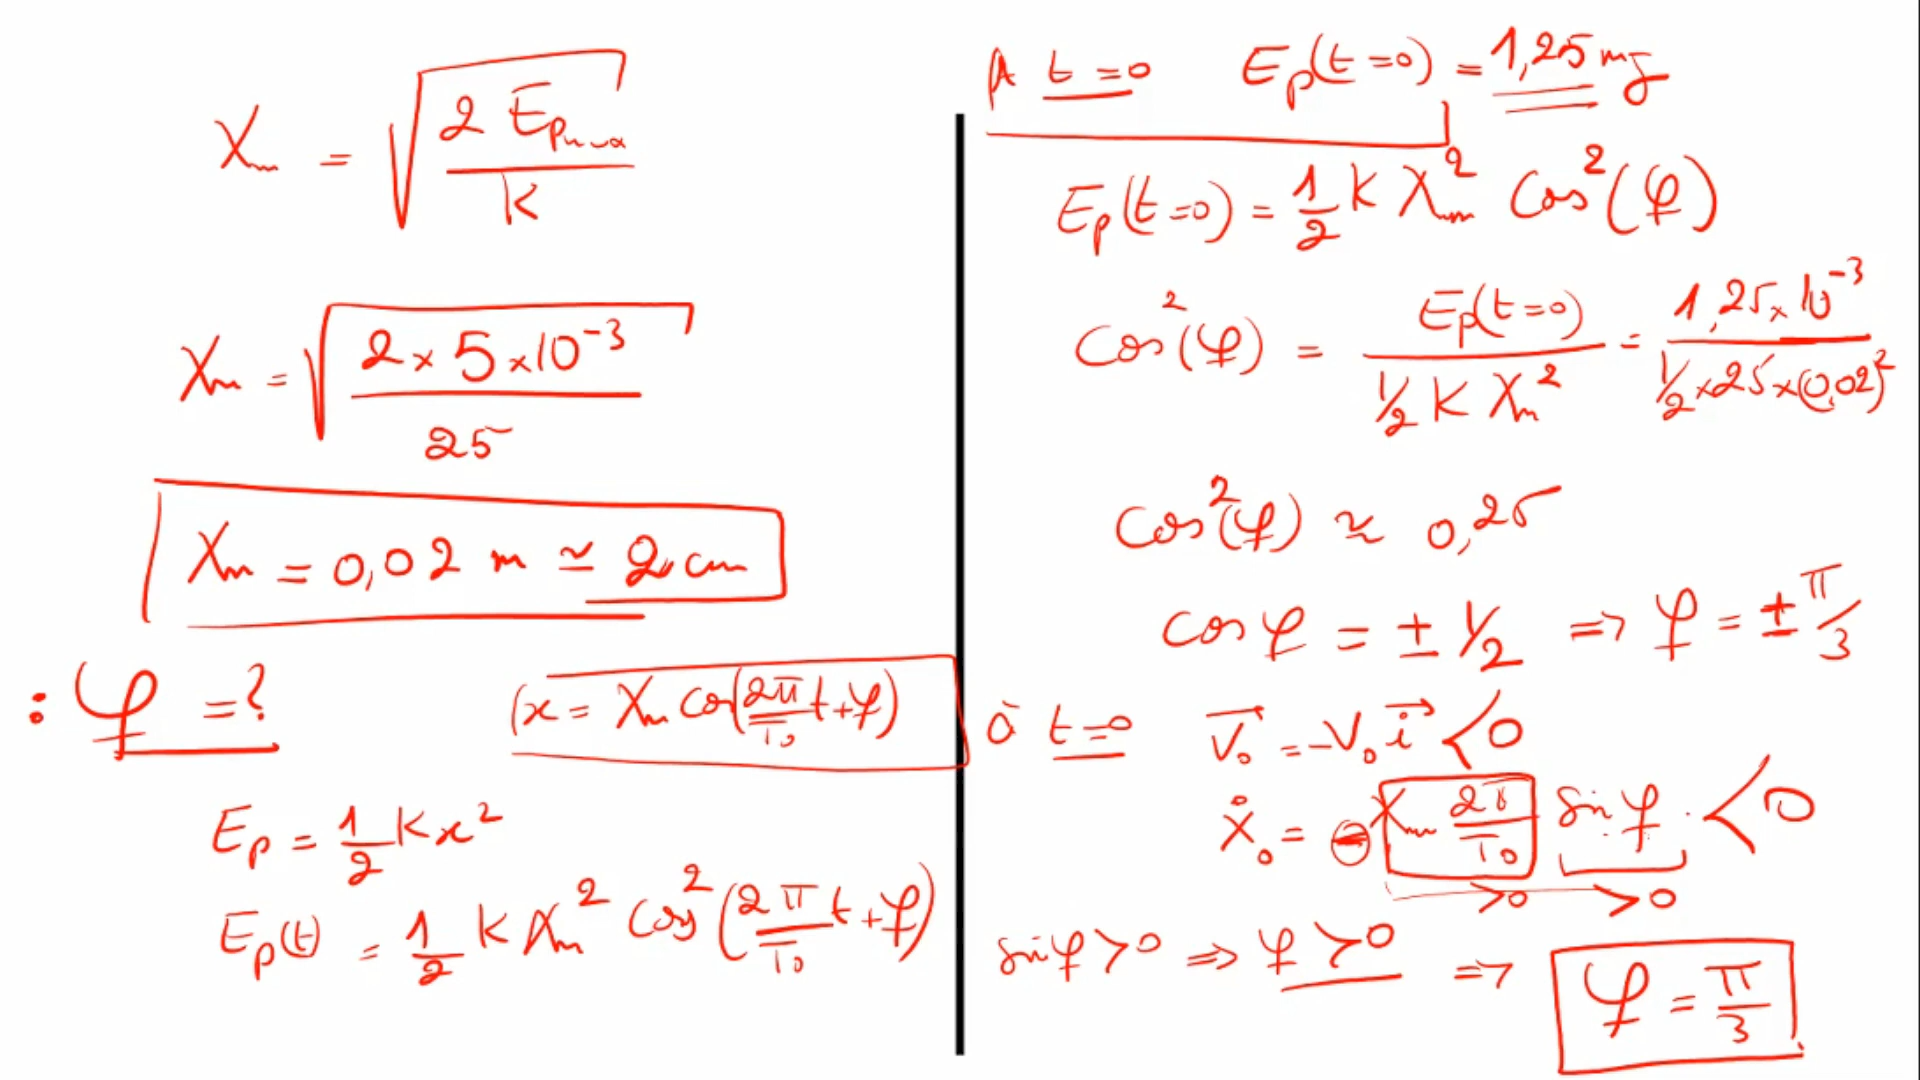 Xm = √(2 Epmax / K)
Xm = √(2 × 5 × 10⁻³ / 25)
Xm = 0,02 m ≃ 2 cm
: φ = ?
(x = Xm cos(2π/T₀ t + φ)
Ep = 1/2 K x²
Ep(t) = 1/2 K Xm² cos²(2π/T₀ t + φ)
A t = 0 Ep(t=0) = 1,25 mJ
Ep(t=0) = 1/2 K Xm² cos²(φ)
cos²(φ) = Ep(t=0) / (1/2 K Xm²) = 1,25 × 10⁻³ / (1/2 × 25 × (0,02)²)
cos²(φ) ≈ 0,25
cos φ = ± 1/2 => φ = ± π/3
à t=0 V⃗₀ = -V₀ i⃗ < 0
ẋ₀ = - Xm 2π/T₀ sin φ < 0
>0 >0
sin φ > 0 => φ > 0 => φ = π/3